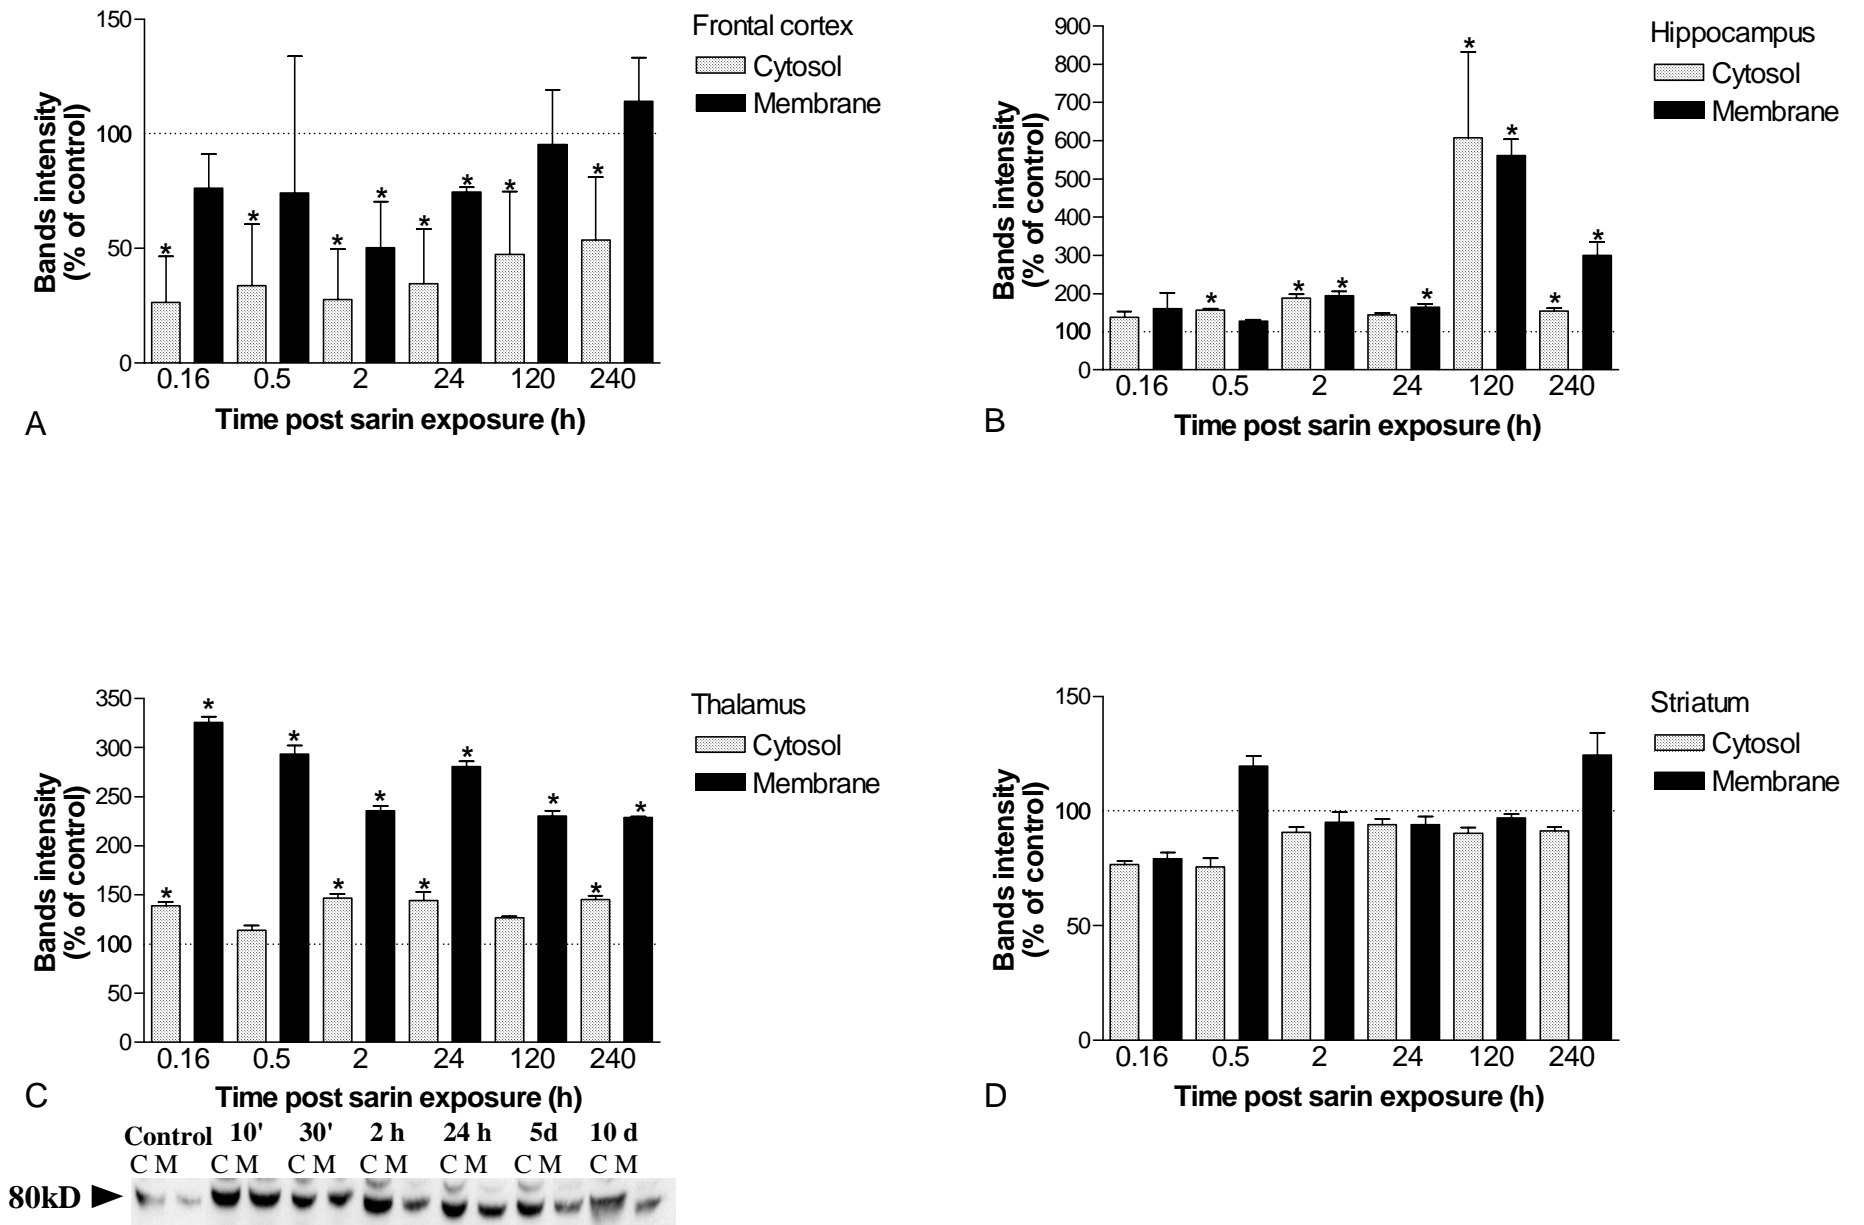 150
100
50
0
Bands intensity
(% of control)
* * * * * * * *
0.16 0.5 2 24 120 240
Time post sarin exposure (h)
Frontal cortex
Cytosol
Membrane
A
900
800
700
600
500
400
300
200
100
0
Bands intensity
(% of control)
* * * * * * * *
0.16 0.5 2 24 120 240
Time post sarin exposure (h)
Hippocampus
Cytosol
Membrane
B
350
300
250
200
150
100
50
0
Bands intensity
(% of control)
* * * * * * * * * *
0.16 0.5 2 24 120 240
Time post sarin exposure (h)
Thalamus
Cytosol
Membrane
C
Control 10' 30' 2 h 24 h 5d 10 d
C M C M C M C M C M C M C M
80kD
150
100
50
0
Bands intensity
(% of control)
0.16 0.5 2 24 120 240
Time post sarin exposure (h)
Striatum
Cytosol
Membrane
D